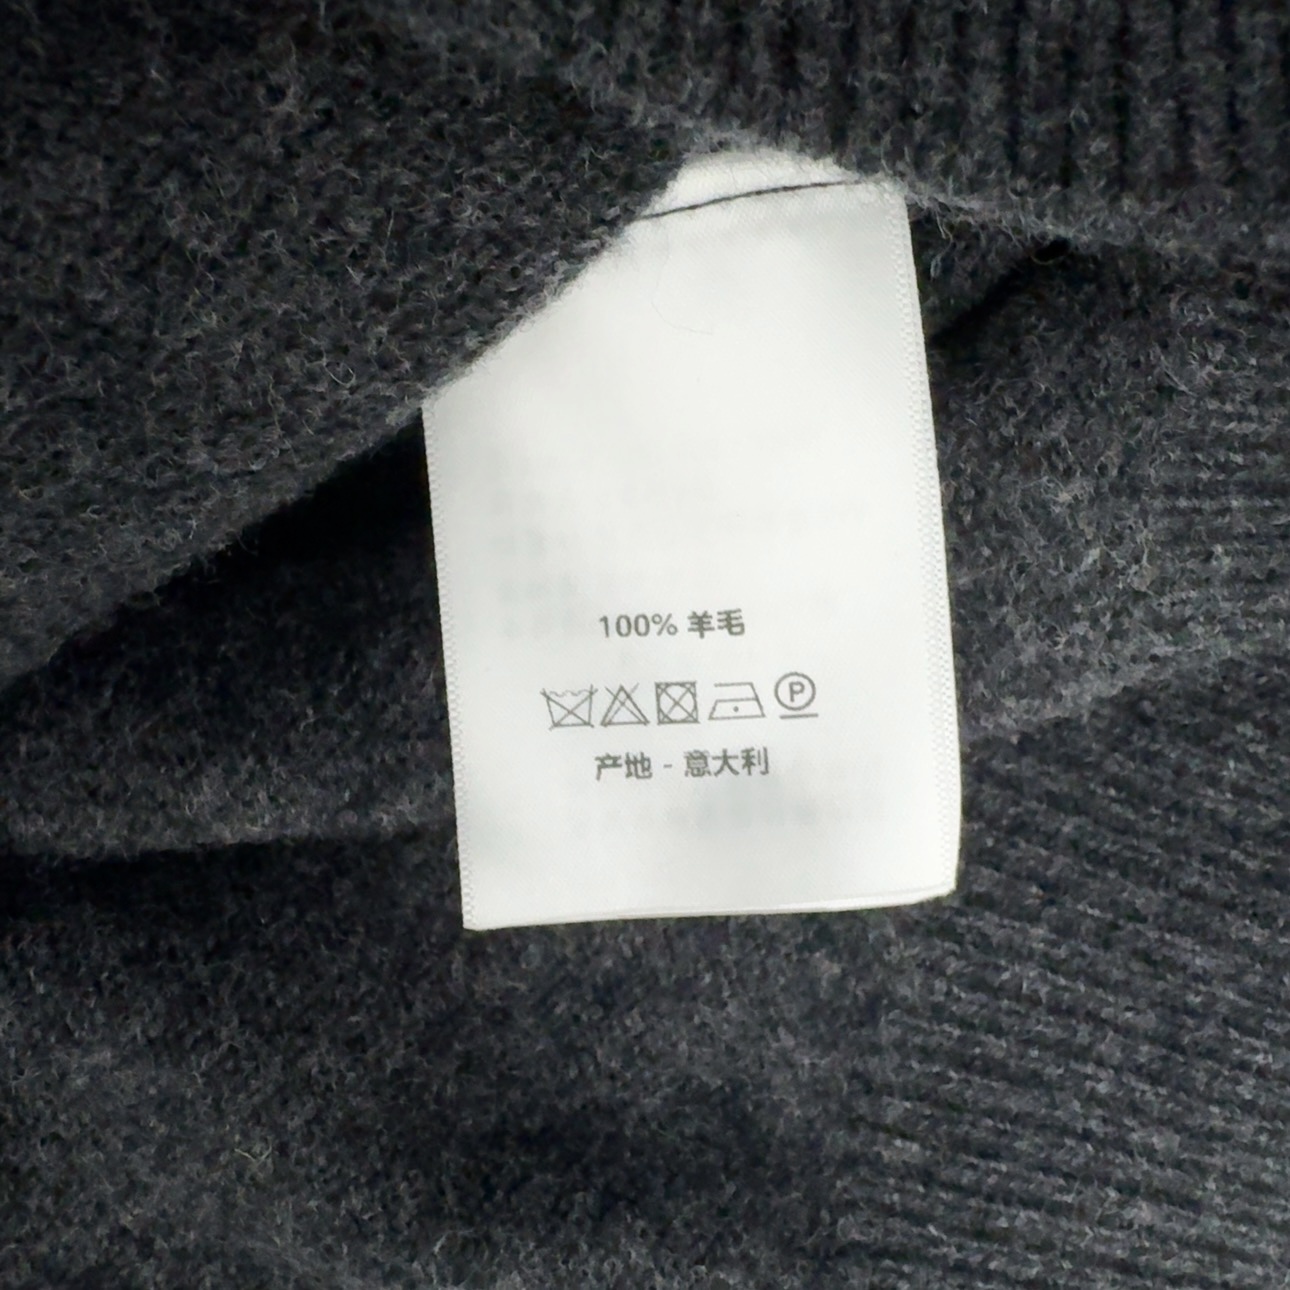 100% 羊毛
P
产地 - 意大利